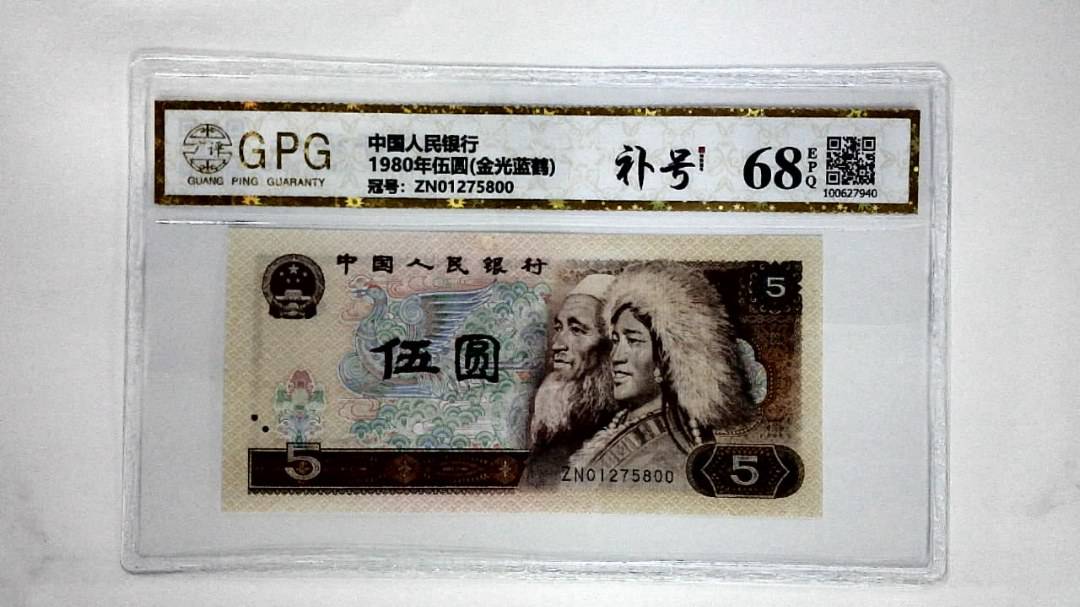 广评
GPG
GUANG PING GUARANTY
中国人民银行
1980年伍圆(金光蓝鹤)
冠号：ZN01275800
补号
68
EPQ
100627940
中国人民银行
5
伍圆
5
ZN01275800
5